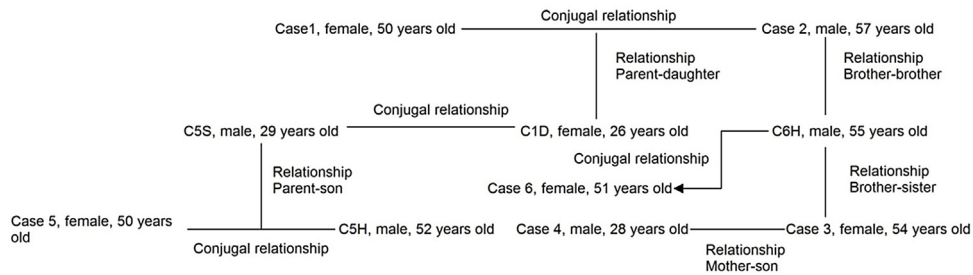 Conjugal relationship
Case1, female, 50 years old
Case 2, male, 57 years old
Relationship
Parent-daughter
Relationship
Brother-brother
Conjugal relationship
C5S, male, 29 years old
C1D, female, 26 years old
C6H, male, 55 years old
Conjugal relationship
Relationship
Parent-son
Relationship
Brother-sister
Case 6, female, 51 years old
Case 5, female, 50 years
old
C5H, male, 52 years old
Case 4, male, 28 years old
Case 3, female, 54 years old
Conjugal relationship
Relationship
Mother-son